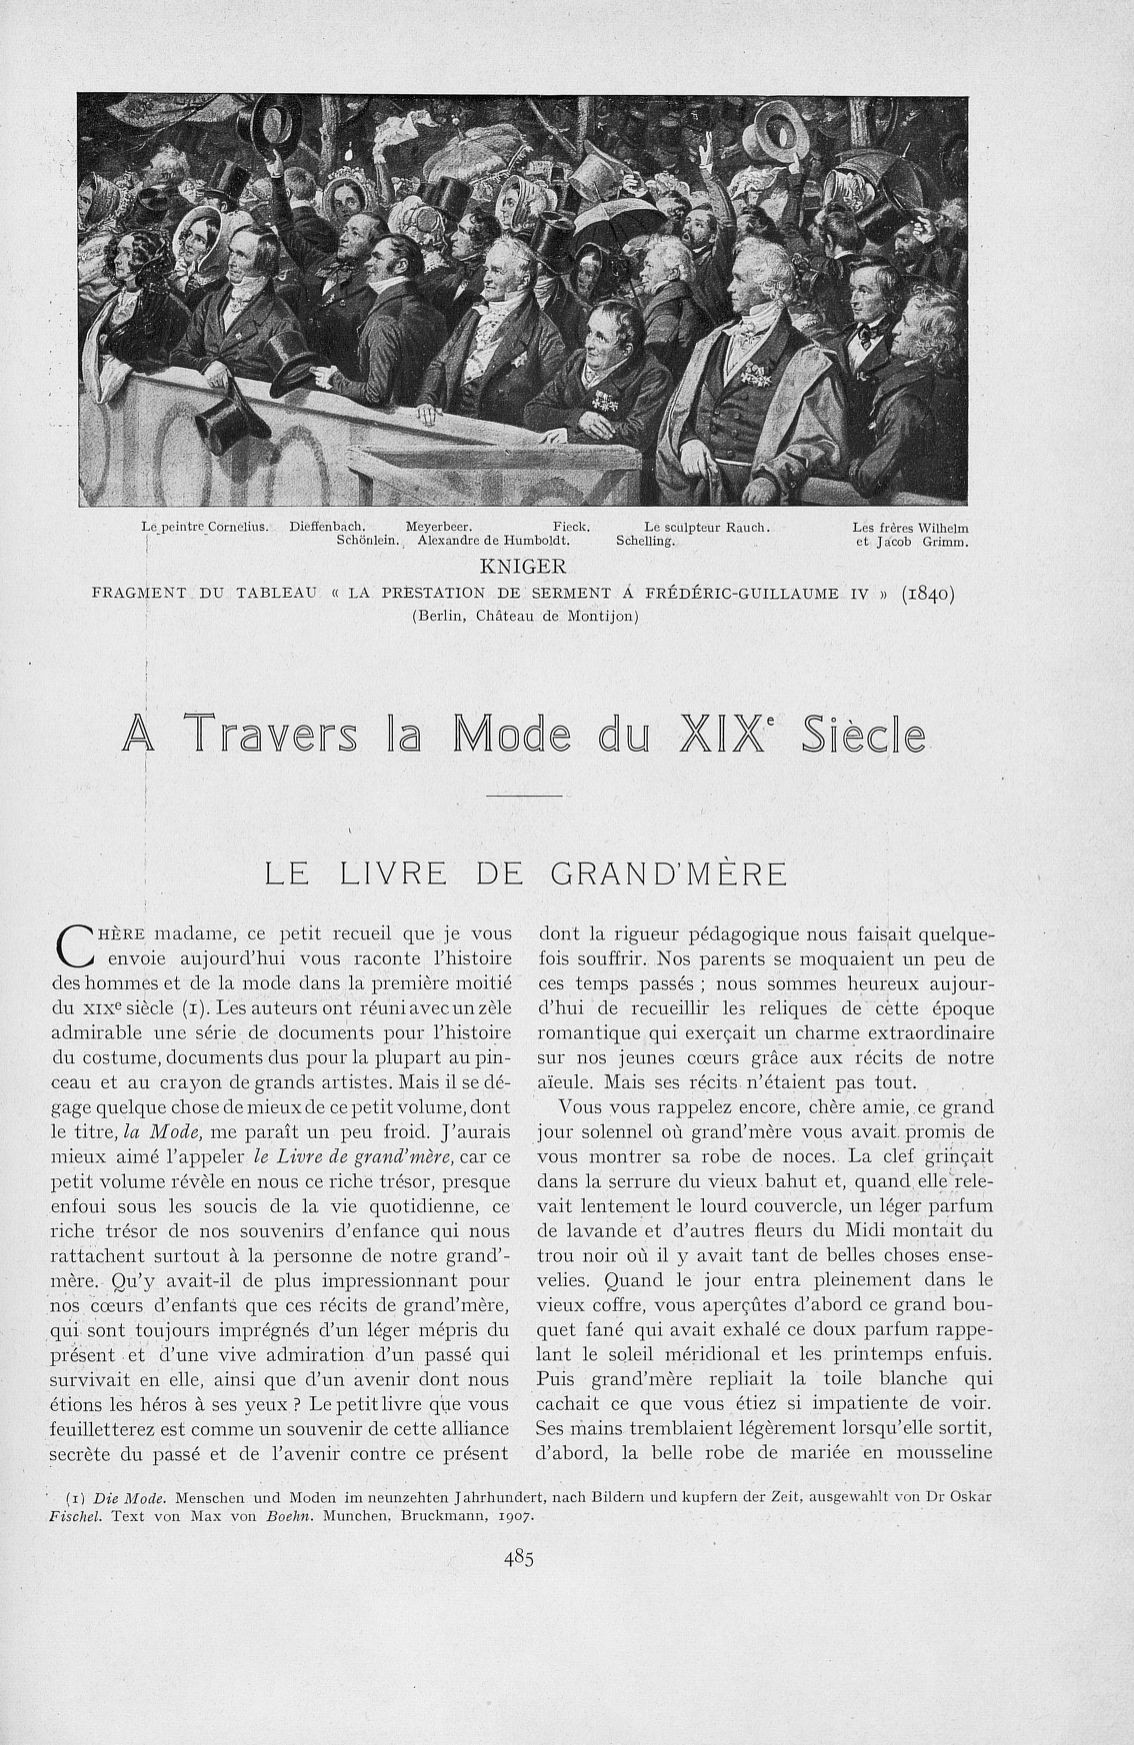 Le peintre Cornelius. Dieffenbach. Meyerbeer. Fieck. Le sculpteur Rauch. Les frères Wilhelm
Schönlein. Alexandre de Humboldt. Schelling. et Jacob Grimm.
KNIGER
FRAGMENT DU TABLEAU « LA PRESTATION DE SERMENT À FRÉDÉRIC-GUILLAUME IV » (1840)
(Berlin, Château de Montijon)
A Travers la Mode du XIXe Siècle
LE LIVRE DE GRAND'MÈRE
CHÈRE madame, ce petit recueil que je vous
envoie aujourd'hui vous raconte l'histoire
des hommes et de la mode dans la première moitié
du XIXe siècle (1). Les auteurs ont réuni avec un zèle
admirable une série de documents pour l'histoire
du costume, documents dus pour la plupart au pin-
ceau et au crayon de grands artistes. Mais il se dé-
gage quelque chose de mieux de ce petit volume, dont
le titre, la Mode, me paraît un peu froid. J'aurais
mieux aimé l'appeler le Livre de grand'mère, car ce
petit volume révèle en nous ce riche trésor, presque
enfoui sous les soucis de la vie quotidienne, ce
riche trésor de nos souvenirs d'enfance qui nous
rattachent surtout à la personne de notre grand'-
mère. Qu'y avait-il de plus impressionnant pour
nos cœurs d'enfants que ces récits de grand'mère,
qui sont toujours imprégnés d'un léger mépris du
présent et d'une vive admiration d'un passé qui
survivait en elle, ainsi que d'un avenir dont nous
étions les héros à ses yeux ? Le petit livre que vous
feuilletterez est comme un souvenir de cette alliance
secrète du passé et de l'avenir contre ce présent
dont la rigueur pédagogique nous faisait quelque-
fois souffrir. Nos parents se moquaient un peu de
ces temps passés ; nous sommes heureux aujour-
d'hui de recueillir les reliques de cette époque
romantique qui exerçait un charme extraordinaire
sur nos jeunes cœurs grâce aux récits de notre
aïeule. Mais ses récits n'étaient pas tout.
Vous vous rappelez encore, chère amie, ce grand
jour solennel où grand'mère vous avait promis de
vous montrer sa robe de noces. La clef grinçait
dans la serrure du vieux bahut et, quand elle rele-
vait lentement le lourd couvercle, un léger parfum
de lavande et d'autres fleurs du Midi montait du
trou noir où il y avait tant de belles choses ense-
velies. Quand le jour entra pleinement dans le
vieux coffre, vous aperçûtes d'abord ce grand bou-
quet fané qui avait exhalé ce doux parfum rappe-
lant le soleil méridional et les printemps enfuis.
Puis grand'mère repliait la toile blanche qui
cachait ce que vous étiez si impatiente de voir.
Ses mains tremblaient légèrement lorsqu'elle sortit,
d'abord, la belle robe de mariée en mousseline
(1) Die Mode. Menschen und Moden im neunzehten Jahrhundert, nach Bildern und kupfern der Zeit, ausgewahlt von Dr Oskar
Fischel. Text von Max von Boehn. Munchen, Bruckmann, 1907.
485